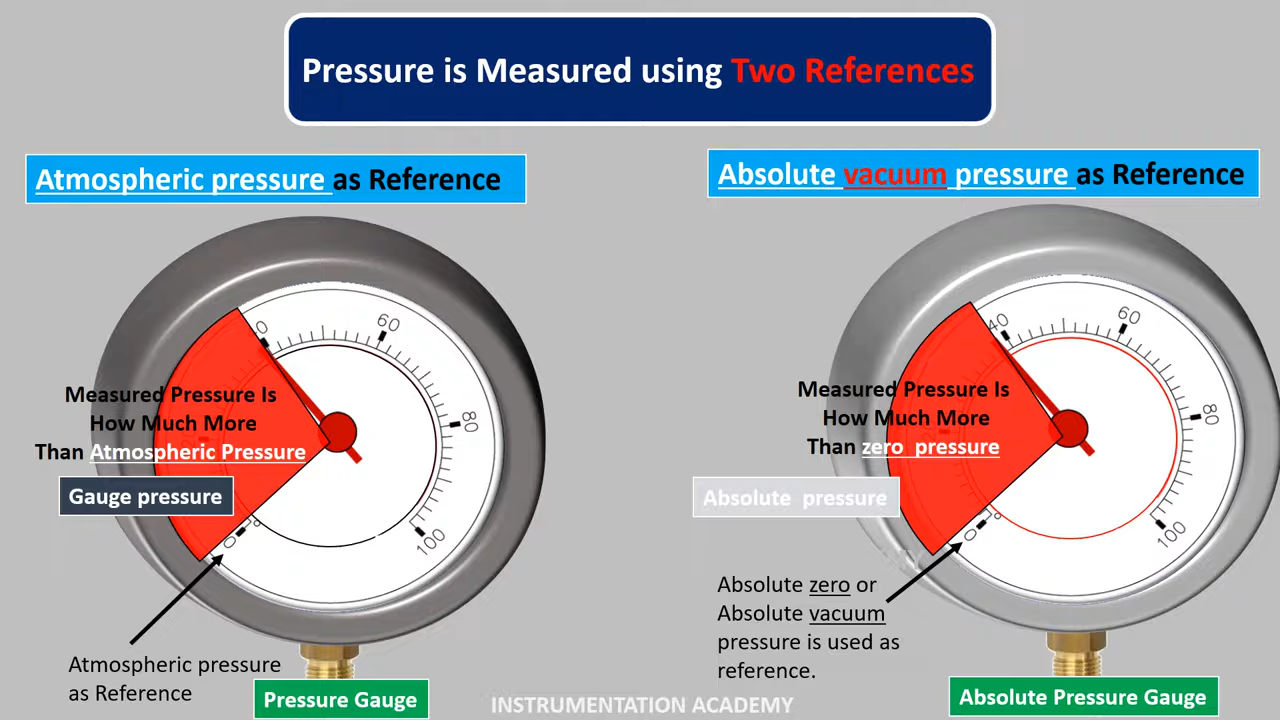 Pressure is Measured using Two References
Atmospheric pressure as Reference
60
80
100
0
0
Measured Pressure Is
How Much More
Than Atmospheric Pressure
Gauge pressure
Atmospheric pressure
as Reference
Pressure Gauge
Absolute vacuum pressure as Reference
40
60
80
100
0
Measured Pressure Is
How Much More
Than zero pressure
Absolute pressure
Absolute zero or
Absolute vacuum
pressure is used as
reference.
Absolute Pressure Gauge
INSTRUMENTATION ACADEMY